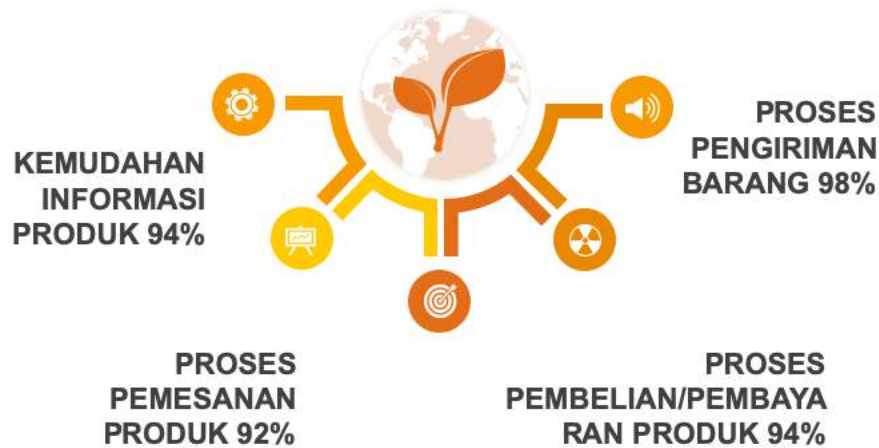 KEMUDAHAN
INFORMASI
PRODUK 94%
PROSES
PEMESANAN
PRODUK 92%
PROSES
PEMBELIAN/PEMBAYA
RAN PRODUK 94%
PROSES
PENGIRIMAN
BARANG 98%